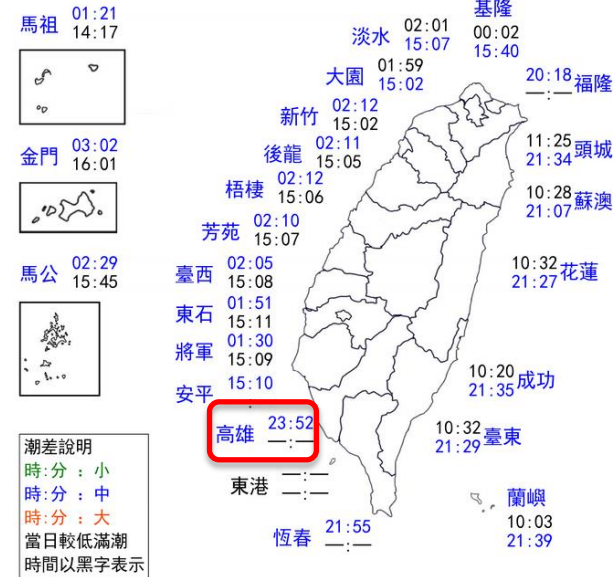 馬祖 01:21
14:17
金門 03:02
16:01
馬公 02:29
15:45
基隆
00:02
15:40
淡水 02:01
15:07
大園 01:59
15:02
新竹 02:12
15:02
後龍 02:11
15:05
梧棲 02:12
15:06
芳苑 02:10
15:07
臺西 02:05
15:08
東石 01:51
15:11
將軍 01:30
15:09
安平 15:10
高雄 23:52
—:—
東港 —:—
—:—
恆春 21:55
—:—
20:18 福隆
—:—
11:25 頭城
21:34
10:28 蘇澳
21:07
10:32 花蓮
21:27
10:20 成功
21:35
10:32 臺東
21:29
蘭嶼
10:03
21:39
潮差說明
時:分 : 小
時:分 : 中
時:分 : 大
當日較低滿潮
時間以黑字表示